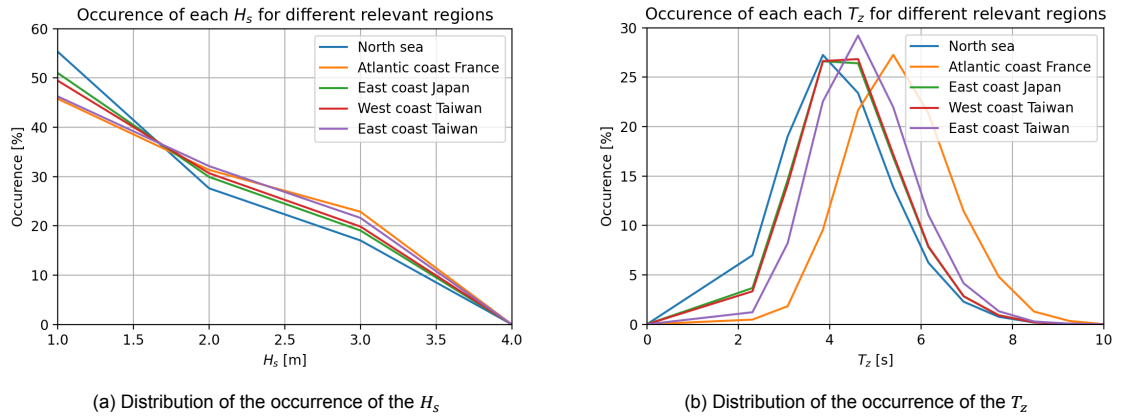 Occurence of each H_s for different relevant regions
60
50
40
30
20
10
0
Occurence [%]
North sea
Atlantic coast France
East coast Japan
West coast Taiwan
East coast Taiwan
1.0 1.5 2.0 2.5 3.0 3.5 4.0
H_s [m]
(a) Distribution of the occurrence of the H_s
Occurence of each each T_z for different relevant regions
30
25
20
15
10
5
0
Occurence [%]
North sea
Atlantic coast France
East coast Japan
West coast Taiwan
East coast Taiwan
0 2 4 6 8 10
T_z [s]
(b) Distribution of the occurrence of the T_z